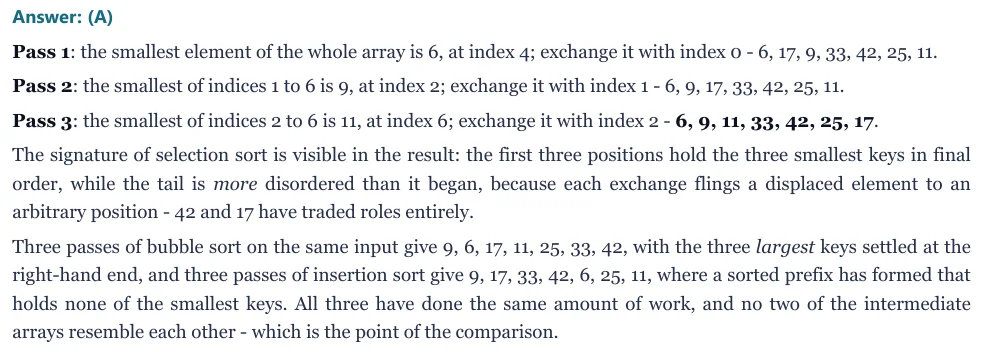 Answer: (A)
Pass 1: the smallest element of the whole array is 6, at index 4; exchange it with index 0 - 6, 17, 9, 33, 42, 25, 11.
Pass 2: the smallest of indices 1 to 6 is 9, at index 2; exchange it with index 1 - 6, 9, 17, 33, 42, 25, 11.
Pass 3: the smallest of indices 2 to 6 is 11, at index 6; exchange it with index 2 - 6, 9, 11, 33, 42, 25, 17.
The signature of selection sort is visible in the result: the first three positions hold the three smallest keys in final
order, while the tail is more disordered than it began, because each exchange flings a displaced element to an
arbitrary position - 42 and 17 have traded roles entirely.
Three passes of bubble sort on the same input give 9, 6, 17, 11, 25, 33, 42, with the three largest keys settled at the
right-hand end, and three passes of insertion sort give 9, 17, 33, 42, 6, 25, 11, where a sorted prefix has formed that
holds none of the smallest keys. All three have done the same amount of work, and no two of the intermediate
arrays resemble each other - which is the point of the comparison.